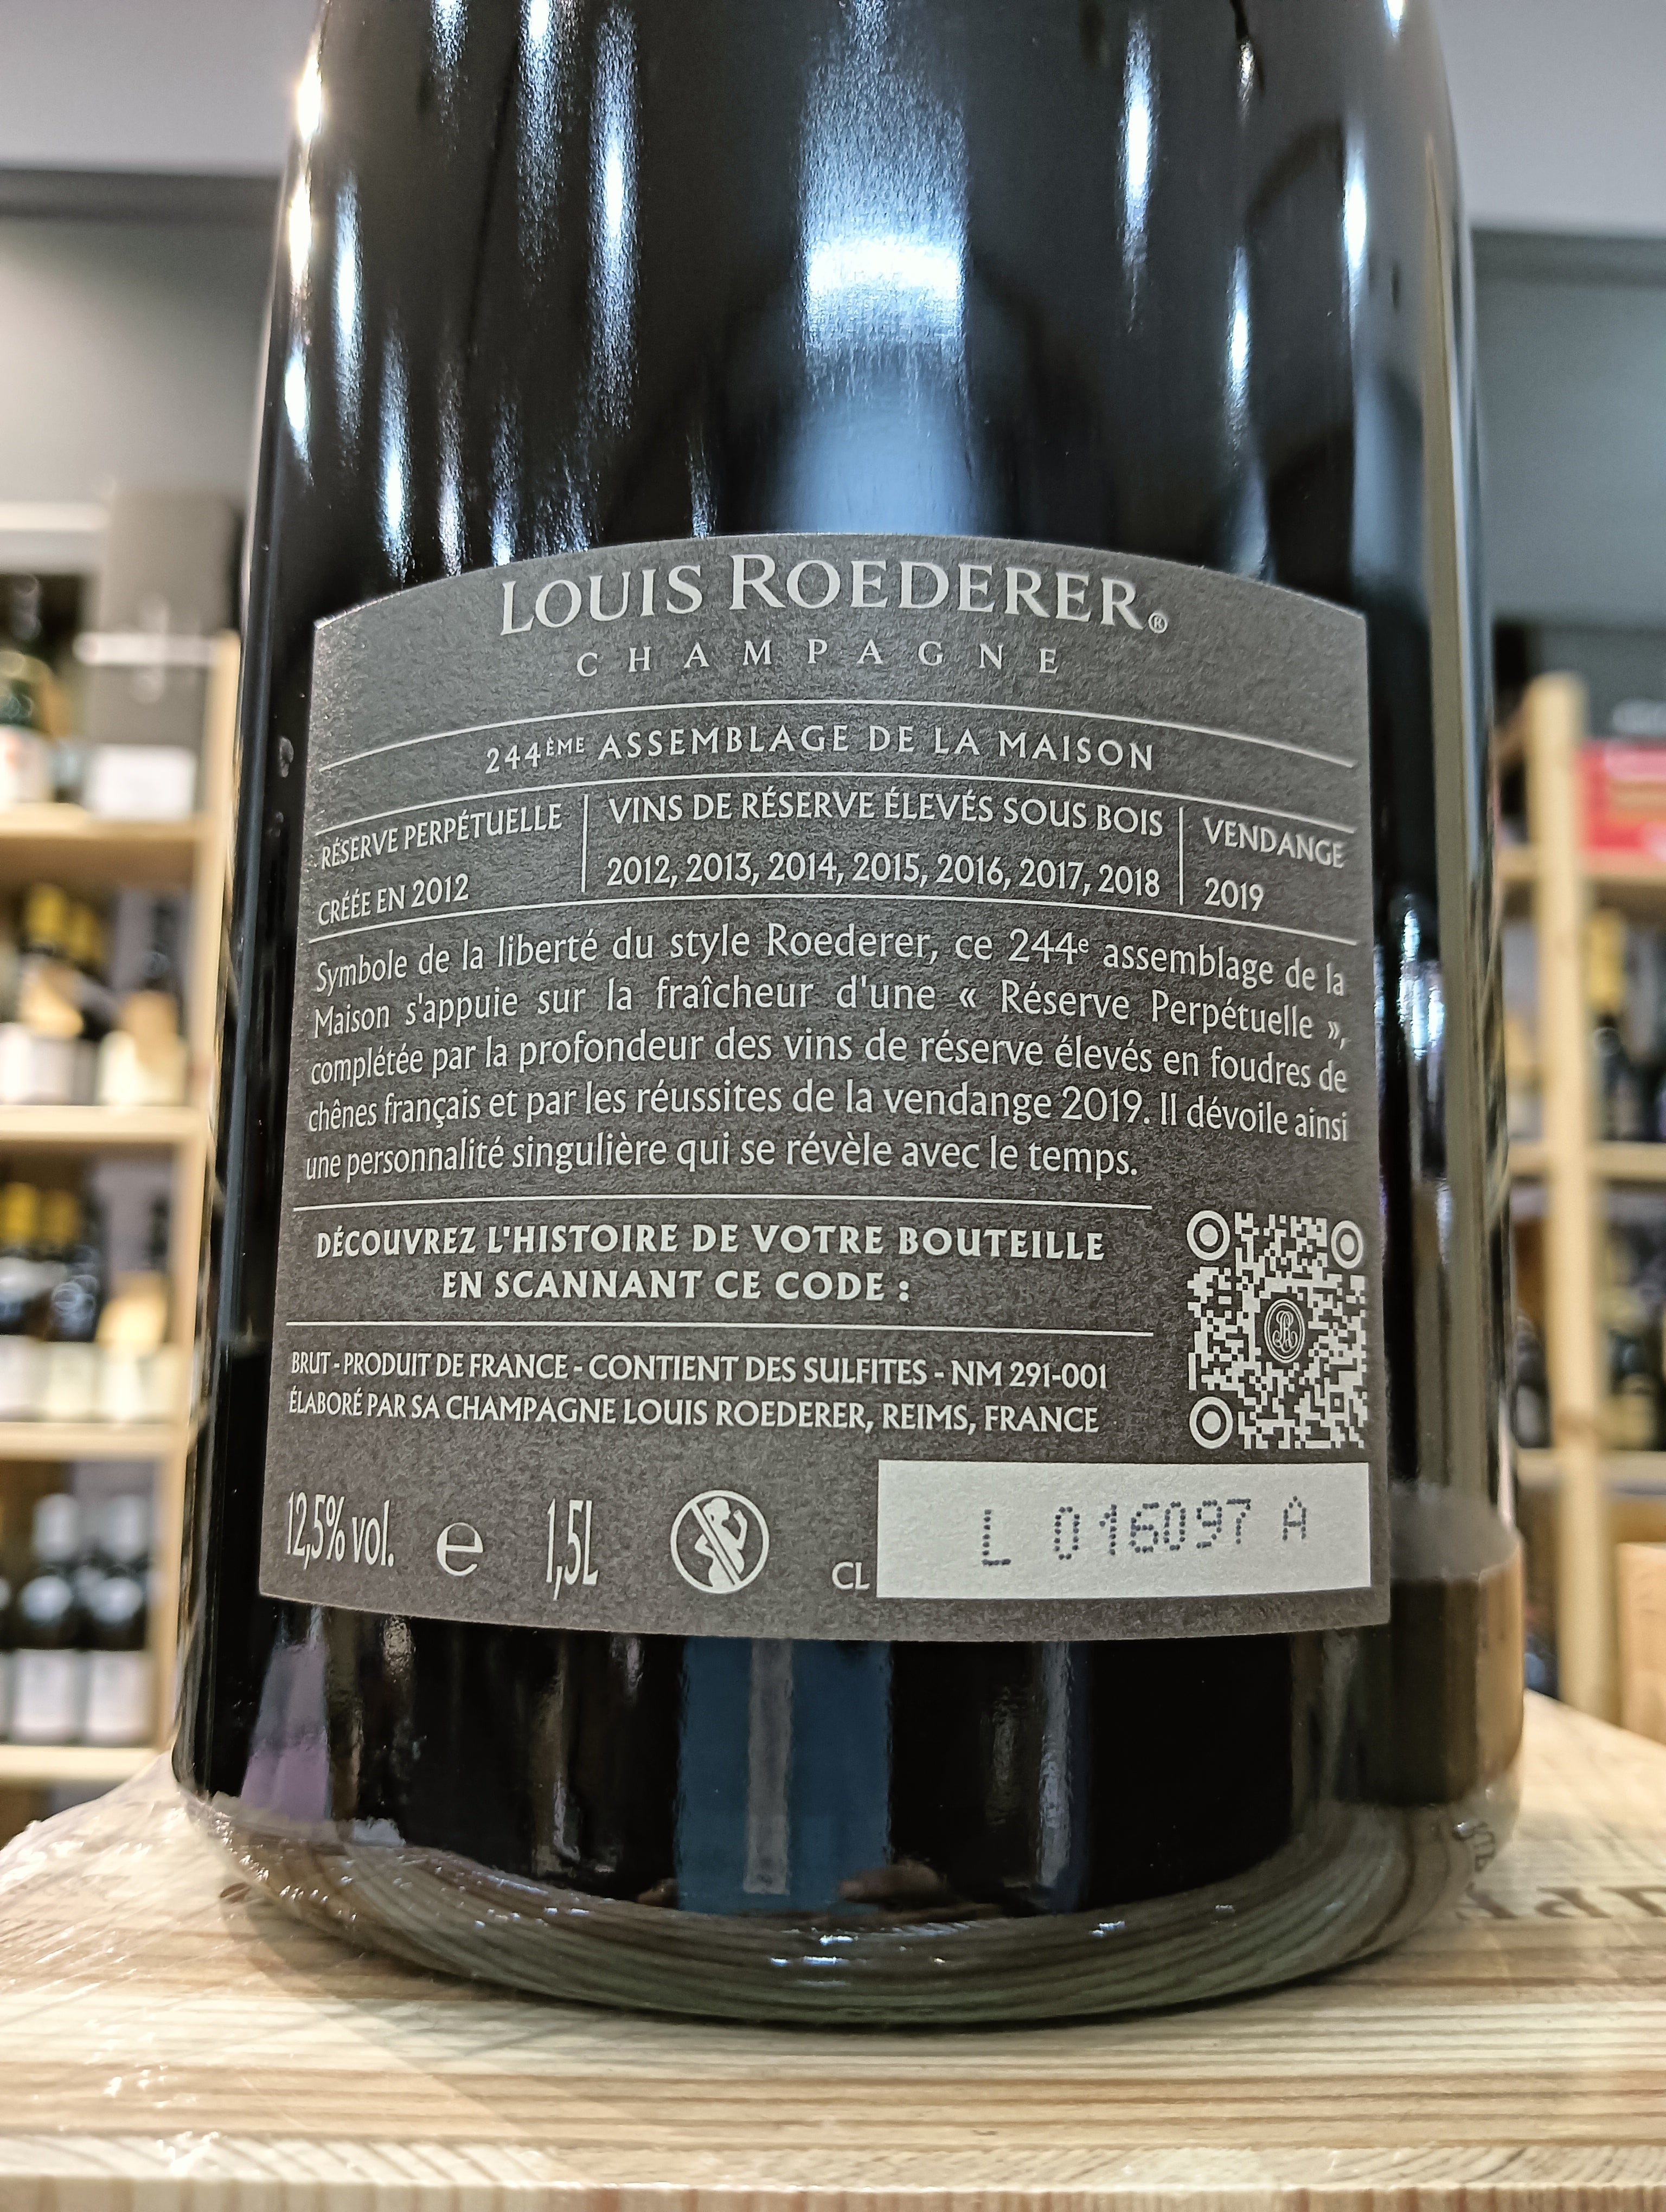 LOUIS ROEDERER®
CHAMPAGNE
244ÈME ASSEMBLAGE DE LA MAISON
RÉSERVE PERPÉTUELLE
CRÉÉE EN 2012
VINS DE RÉSERVE ÉLEVÉS SOUS BOIS
2012, 2013, 2014, 2015, 2016, 2017, 2018
VENDANGE
2019
Symbole de la liberté du style Roederer, ce 244e assemblage de la
Maison s'appuie sur la fraîcheur d'une « Réserve Perpétuelle »,
complétée par la profondeur des vins de réserve élevés en foudres de
chênes français et par les réussites de la vendange 2019. Il dévoile ainsi
une personnalité singulière qui se révèle avec le temps.
DÉCOUVREZ L'HISTOIRE DE VOTRE BOUTEILLE
EN SCANNANT CE CODE :
BRUT - PRODUIT DE FRANCE - CONTIENT DES SULFITES - NM 291-001
ÉLABORÉ PAR SA CHAMPAGNE LOUIS ROEDERER, REIMS, FRANCE
12,5% vol. e 1,5L CL L 016097 A